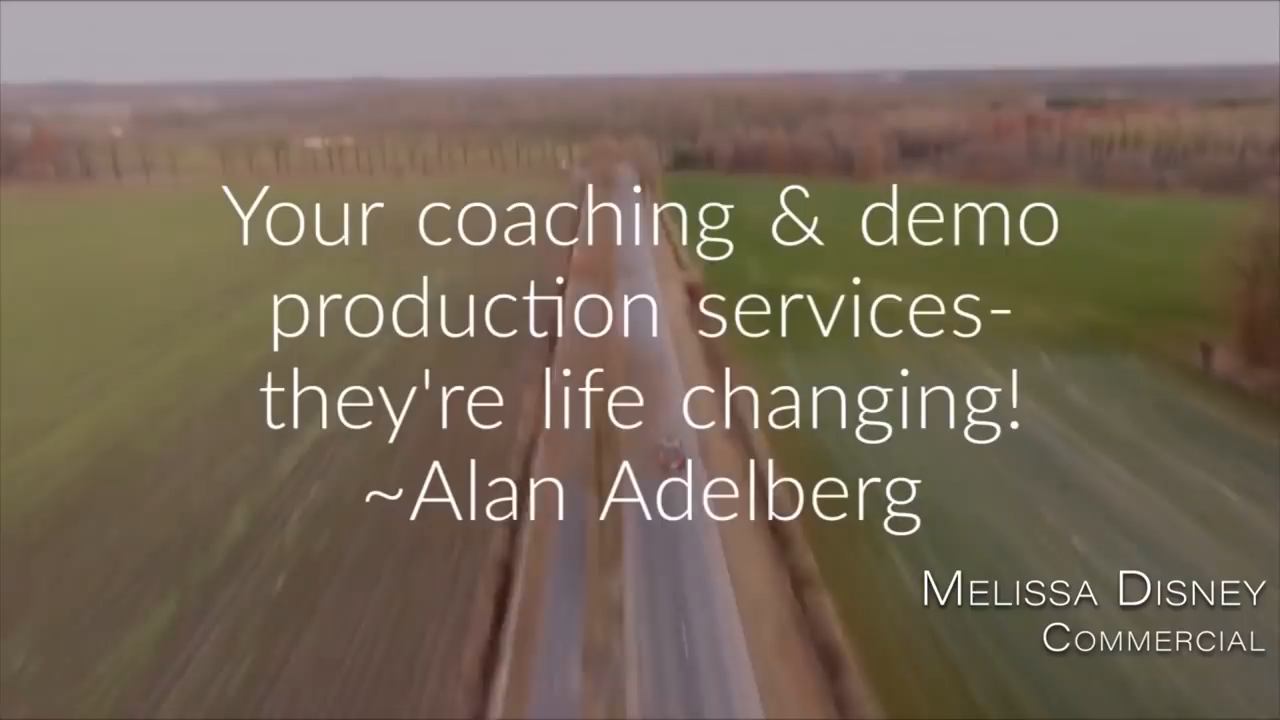 Your coaching & demo
production services-
they're life changing!
~Alan Adelberg
MELISSA DISNEY
COMMERCIAL